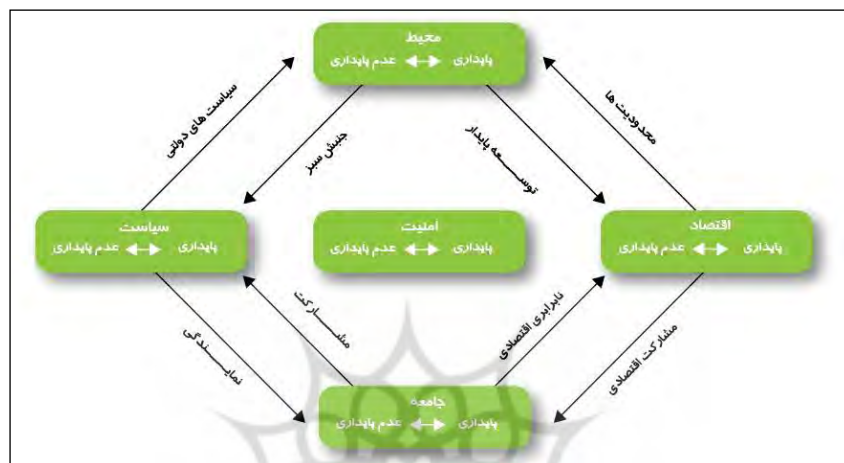 محیط
پایداری عدم پایداری
سیاست های دولتی
جنبش سبز
توسعه پایدار
محدودیت ها
اقتصاد
پایداری عدم پایداری
امنیت
پایداری عدم پایداری
سیاست
پایداری عدم پایداری
نابرابری اقتصادی
مشارکت اقتصادی
مشارکت
نمایندگی
جامعه
پایداری عدم پایداری